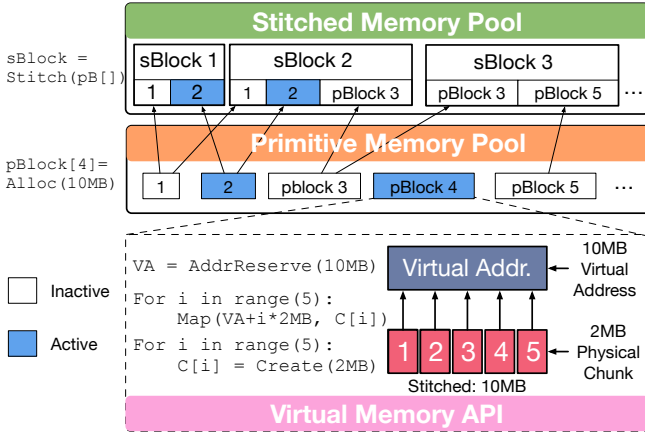 Stitched Memory Pool
sBlock =
Stitch(pB[])
sBlock 1
sBlock 2
sBlock 3
1
2
1
2
pBlock 3
pBlock 3
pBlock 5
...
Primitive Memory Pool
pBlock[4]=
Alloc(10MB)
1
2
pblock 3
pBlock 4
pBlock 5
...
Inactive
Active
VA = AddrReserve(10MB)
For i in range(5):
Map(VA+i*2MB, C[i])
For i in range(5):
C[i] = Create(2MB)
Virtual Addr.
10MB
Virtual
Address
1 2 3 4 5
2MB
Physical
Chunk
Stitched: 10MB
Virtual Memory API